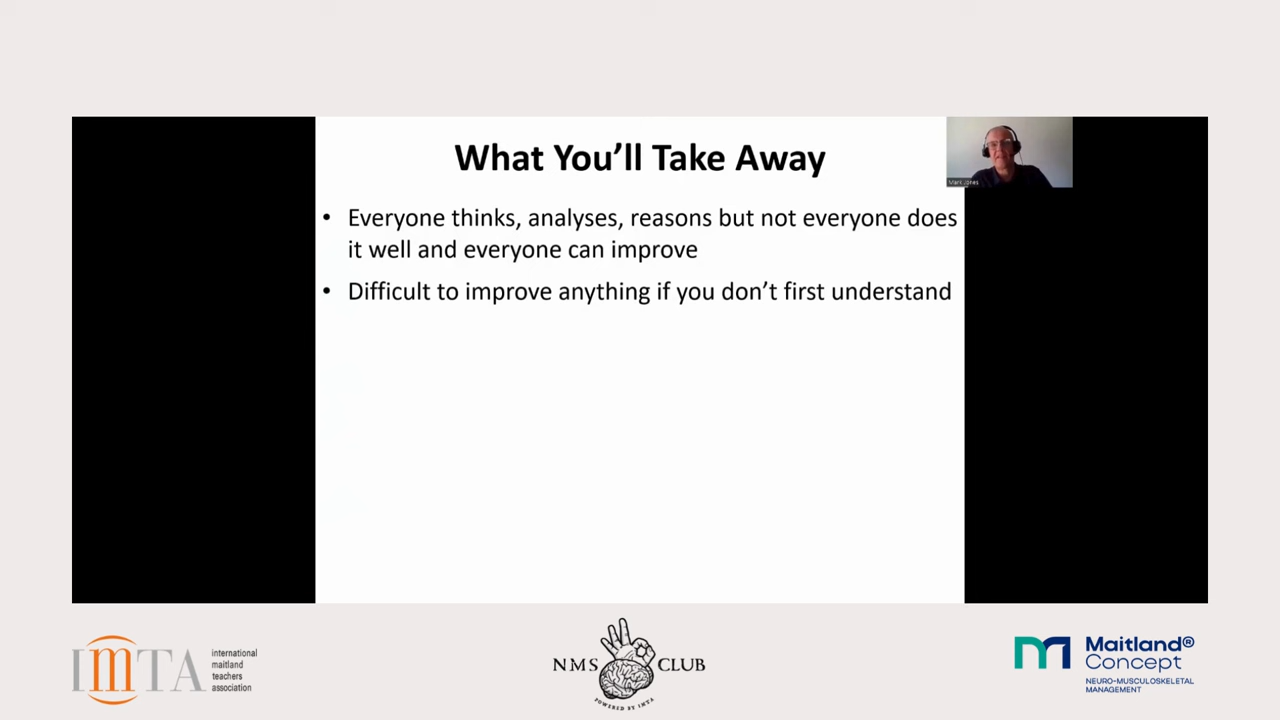 What You'll Take Away
Mark Jones
• Everyone thinks, analyses, reasons but not everyone does
it well and everyone can improve
• Difficult to improve anything if you don't first understand
IMTA
international
maitland
teachers
association
NMS CLUB
POWERED BY IMTA
Maitland®
Concept
NEURO-MUSCULOSKELETAL
MANAGEMENT